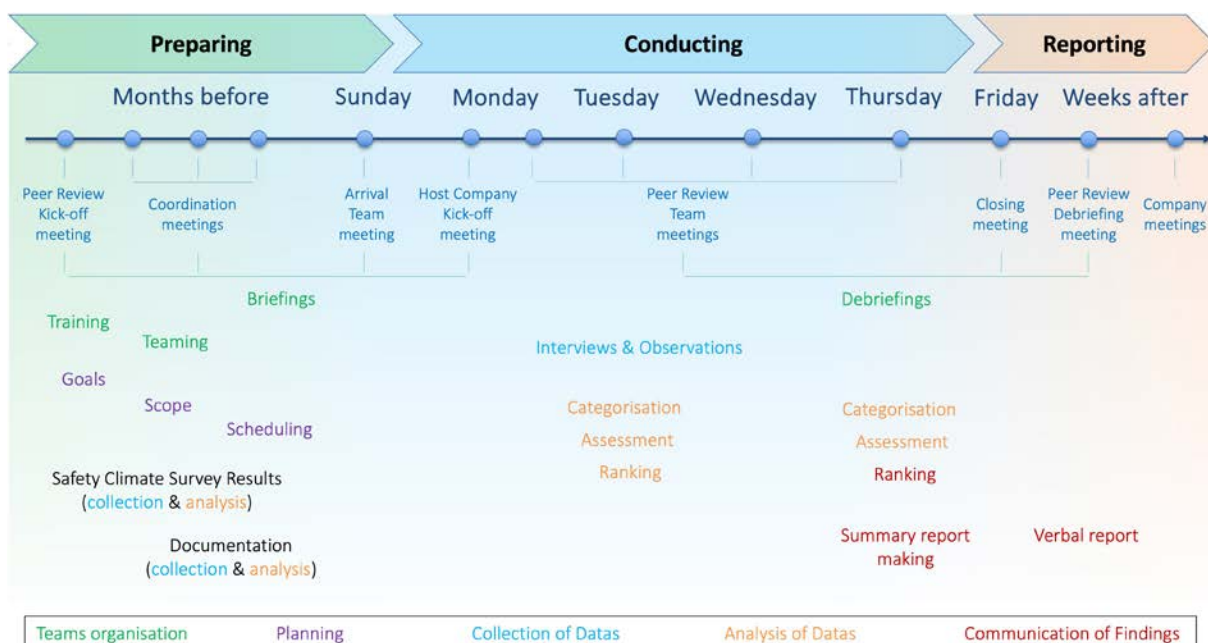 Preparing
Conducting
Reporting
Months before
Sunday
Monday
Tuesday
Wednesday
Thursday
Friday
Weeks after
Peer Review
Kick-off
meeting
Coordination
meetings
Arrival
Team
meeting
Host Company
Kick-off
meeting
Peer Review
Team
meetings
Closing
meeting
Peer Review
Debriefing
meeting
Company
meetings
Briefings
Debriefings
Training
Teaming
Interviews & Observations
Goals
Scope
Scheduling
Categorisation
Assessment
Ranking
Categorisation
Assessment
Ranking
Safety Climate Survey Results
(collection & analysis)
Documentation
(collection & analysis)
Summary report
making
Verbal report
Teams organisation
Planning
Collection of Datas
Analysis of Datas
Communication of Findings